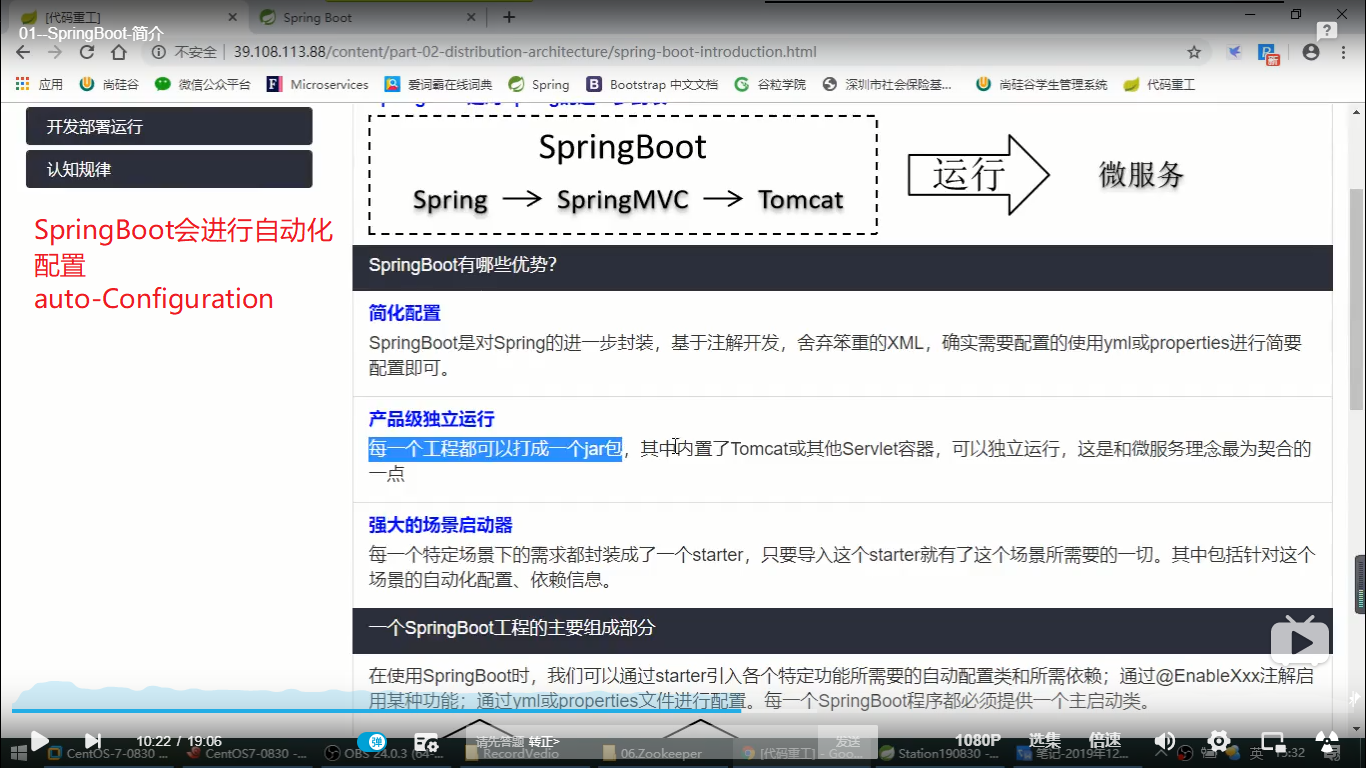 [代码重工]
Spring Boot
01--SpringBoot-简介
不安全
39.108.113.88/content/part-02-distribution-architecture/spring-boot-introduction.html
新
应用
尚硅谷
微信公众平台
Microservices
爱词霸在线词典
Spring
Bootstrap 中文文档
谷粒学院
深圳市社会保险基...
尚硅谷学生管理系统
代码重工
开发部署运行
认知规律
SpringBoot会进行自动化
配置
auto-Configuration
SpringBoot
Spring
SpringMVC
Tomcat
运行
微服务
SpringBoot有哪些优势?
简化配置
SpringBoot是对Spring的进一步封装，基于注解开发，舍弃笨重的XML，确实需要配置的使用yml或properties进行简要
配置即可。
产品级独立运行
每一个工程都可以打成一个jar包，其中内置了Tomcat或其他Servlet容器，可以独立运行，这是和微服务理念最为契合的
一点
强大的场景启动器
每一个特定场景下的需求都封装成了一个starter，只要导入这个starter就有了这个场景所需要的一切。其中包括针对这个
场景的自动化配置、依赖信息。
一个SpringBoot工程的主要组成部分
在使用SpringBoot时，我们可以通过starter引入各个特定功能所需要的自动配置类和所需依赖；通过@EnableXxx注解启
用某种功能；通过yml或properties文件进行配置。每一个SpringBoot程序都必须提供一个主启动类。
10:22 / 19:06
弹
请先答题 转正>
发送
1080P
选集
倍速
CentOS-7-0830 ...
CentOS7-0830 -...
OBS 24.0.3 (64-...
RecordVedio
06.Zookeeper
[代码重工] - Goo...
Station190830 -...
笔记-2019年12...
英